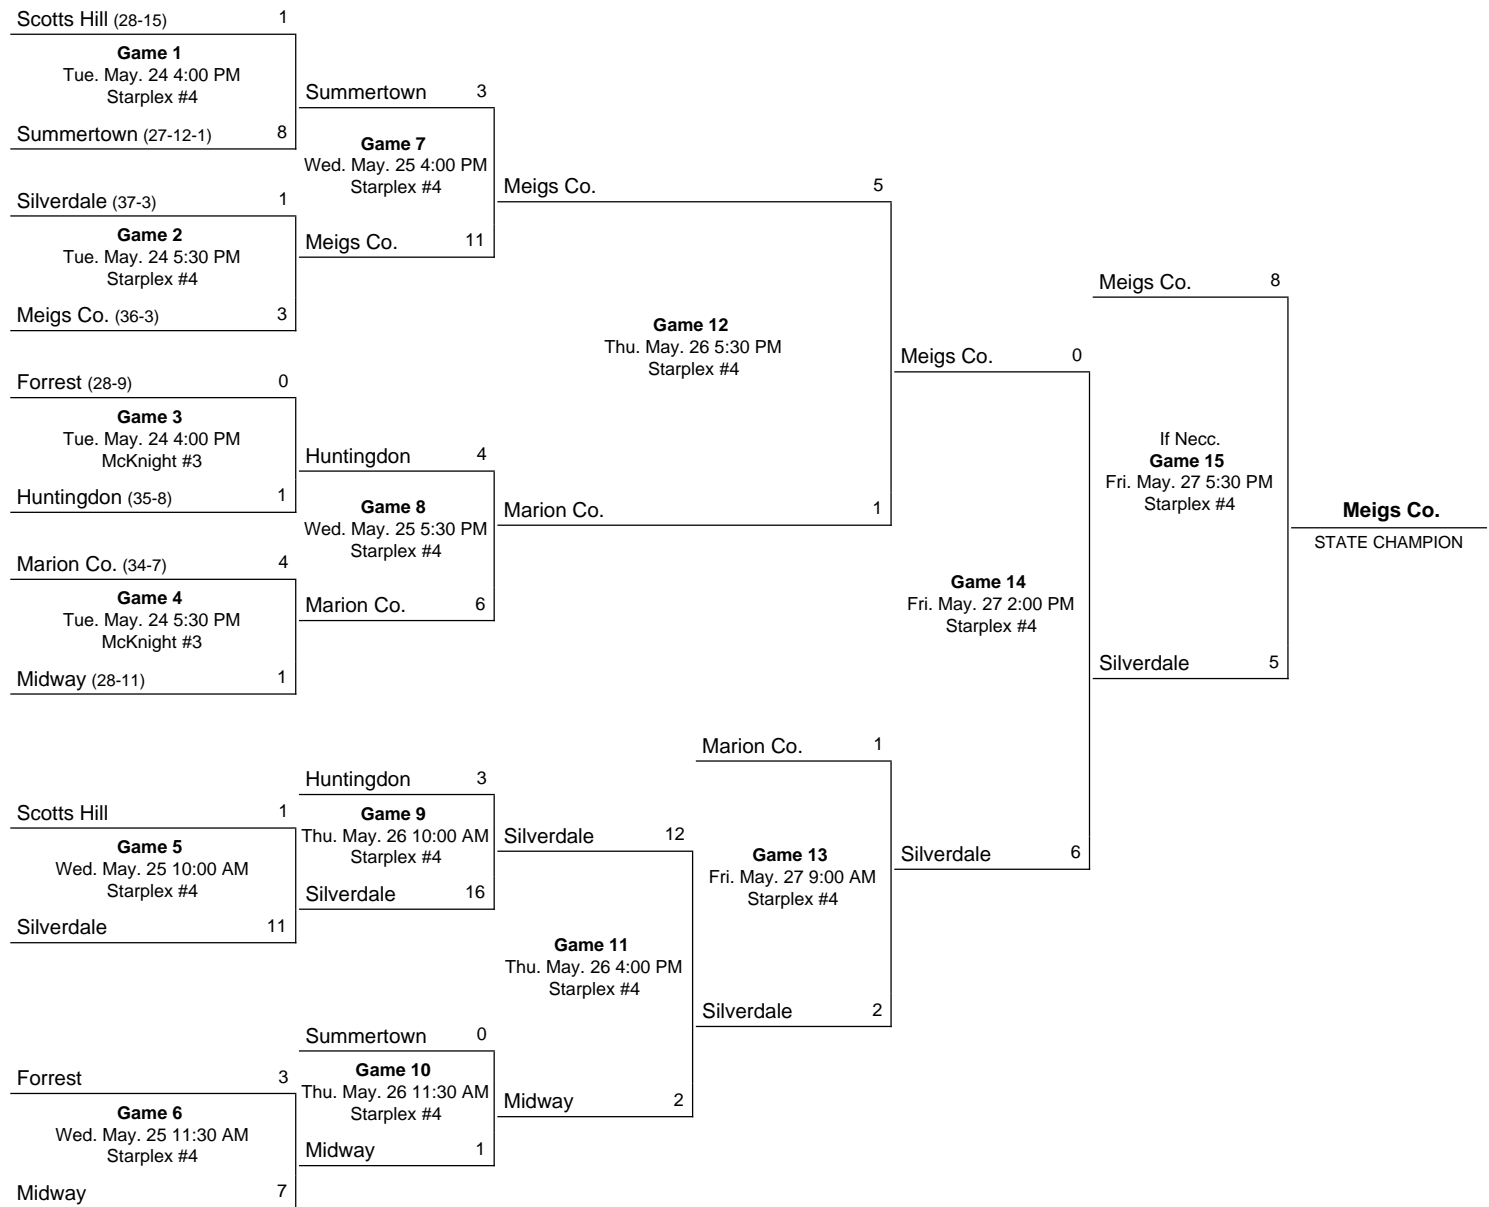 Scotts Hill (28-15) 1
Game 1
Tue. May. 24 4:00 PM
Starplex #4
Summertown (27-12-1) 8
Silverdale (37-3) 1
Game 2
Tue. May. 24 5:30 PM
Starplex #4
Meigs Co. (36-3) 3
Forrest (28-9) 0
Game 3
Tue. May. 24 4:00 PM
McKnight #3
Huntingdon (35-8) 1
Marion Co. (34-7) 4
Game 4
Tue. May. 24 5:30 PM
McKnight #3
Midway (28-11) 1
Summertown 3
Game 7
Wed. May. 25 4:00 PM
Starplex #4
Meigs Co. 11
Huntingdon 4
Game 8
Wed. May. 25 5:30 PM
Starplex #4
Marion Co. 6
Meigs Co. 5
Game 12
Thu. May. 26 5:30 PM
Starplex #4
Marion Co. 1
Meigs Co. 0
Game 14
Fri. May. 27 2:00 PM
Starplex #4
Silverdale 6
Meigs Co. 8
If Necc.
Game 15
Fri. May. 27 5:30 PM
Starplex #4
Silverdale 5
Meigs Co.
STATE CHAMPION
Scotts Hill 1
Game 5
Wed. May. 25 10:00 AM
Starplex #4
Silverdale 11
Forrest 3
Game 6
Wed. May. 25 11:30 AM
Starplex #4
Midway 7
Huntingdon 3
Game 9
Thu. May. 26 10:00 AM
Starplex #4
Silverdale 16
Summertown 0
Game 10
Thu. May. 26 11:30 AM
Starplex #4
Midway 1
Silverdale 12
Game 11
Thu. May. 26 4:00 PM
Starplex #4
Midway 2
Marion Co. 1
Game 13
Fri. May. 27 9:00 AM
Starplex #4
Silverdale 2